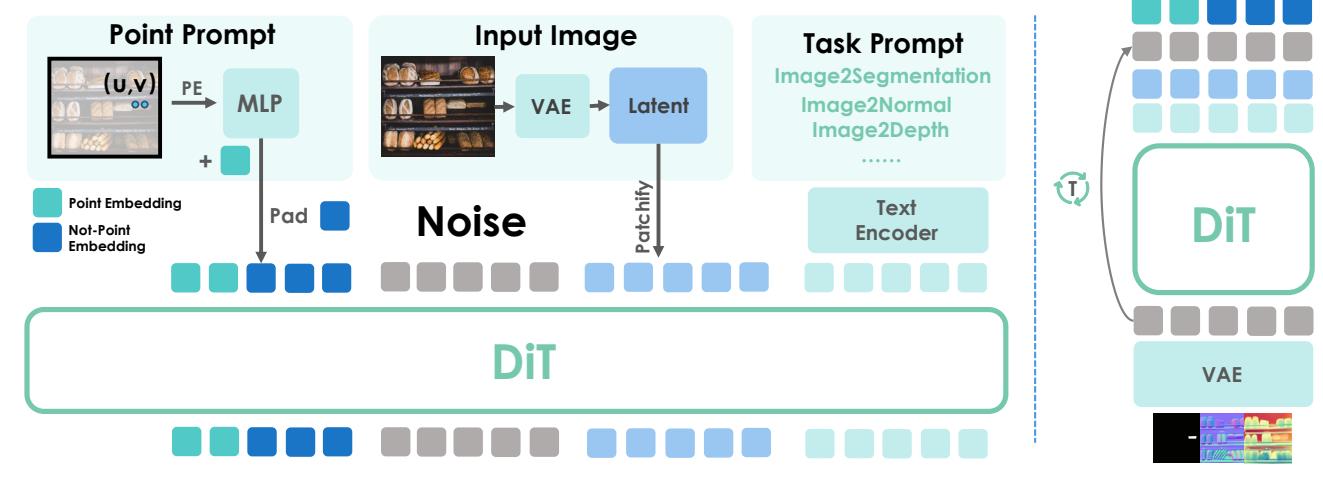 Point Prompt
(u,v)
PE
MLP
+
Point Embedding
Not-Point
Embedding
Pad
Input Image
VAE
Latent
Noise
Patchify
Task Prompt
Image2Segmentation
Image2Normal
Image2Depth
......
Text
Encoder
DiT
T
DiT
VAE